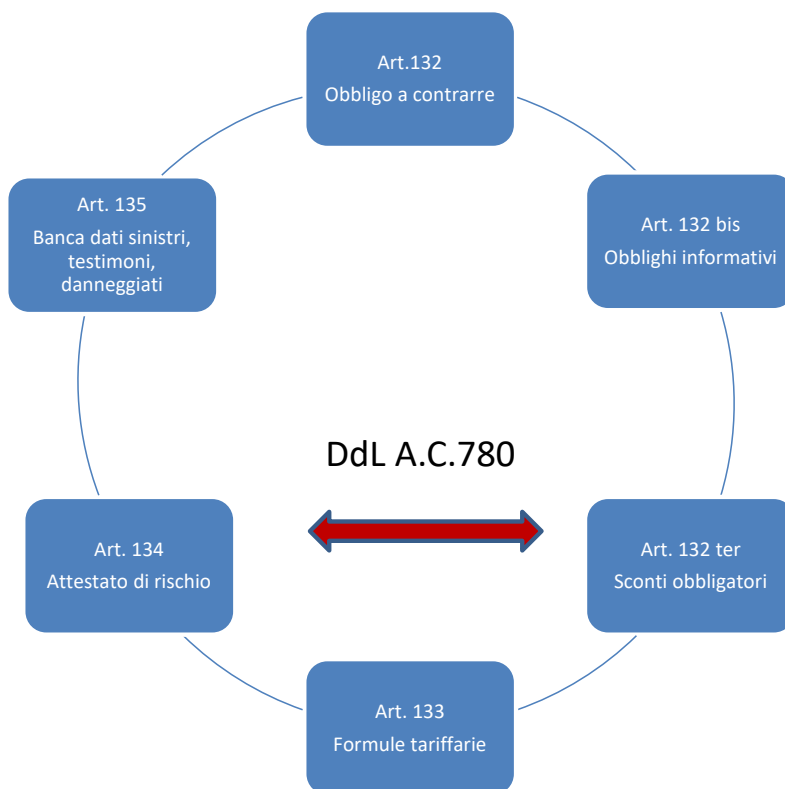 Art.132
Obbligo a contrarre
Art. 135
Banca dati sinistri,
testimoni,
danneggiati
Art. 132 bis
Obblighi informativi
DdL A.C.780
Art. 134
Attestato di rischio
Art. 132 ter
Sconti obbligatori
Art. 133
Formule tariffarie